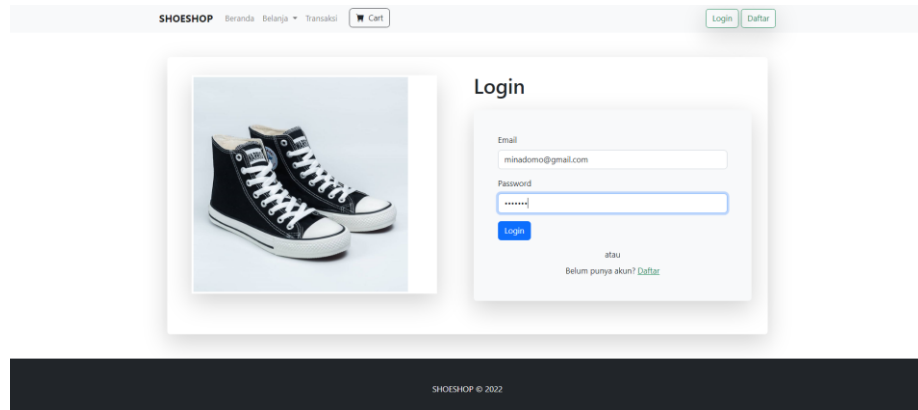 SHOESHOP Beranda Belanja Transaksi Cart Login Daftar
Login
Email
minadomo@gmail.com
Password
•••••••
Login
atau
Belum punya akun? Daftar
SHOESHOP © 2022